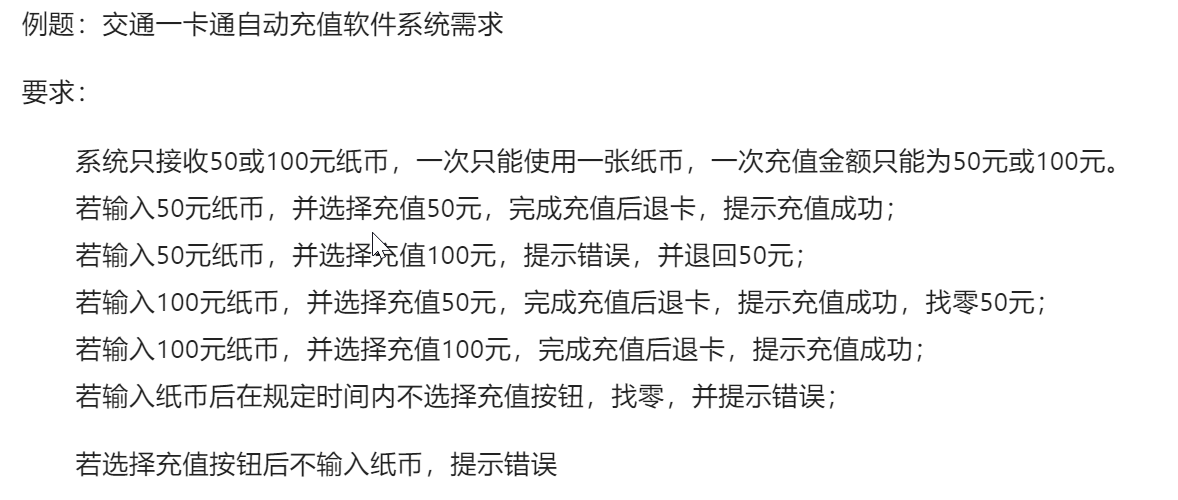 例题：交通一卡通自动充值软件系统需求
要求：
系统只接收50或100元纸币，一次只能使用一张纸币，一次充值金额只能为50元或100元。
若输入50元纸币，并选择充值50元，完成充值后退卡，提示充值成功；
若输入50元纸币，并选择充值100元，提示错误，并退回50元；
若输入100元纸币，并选择充值50元，完成充值后退卡，提示充值成功，找零50元；
若输入100元纸币，并选择充值100元，完成充值后退卡，提示充值成功；
若输入纸币后在规定时间内不选择充值按钮，找零，并提示错误；
若选择充值按钮后不输入纸币，提示错误